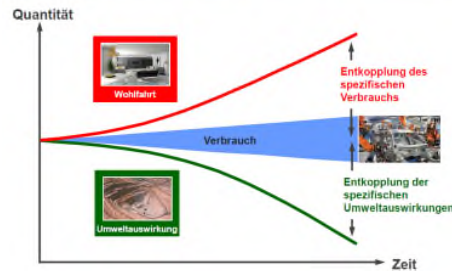 Quantität
Wohlfahrt
Entkopplung des
spezifischen
Verbrauchs
Verbrauch
Umweltauswirkung
Entkopplung der
spezifischen
Umweltauswirkungen
Zeit